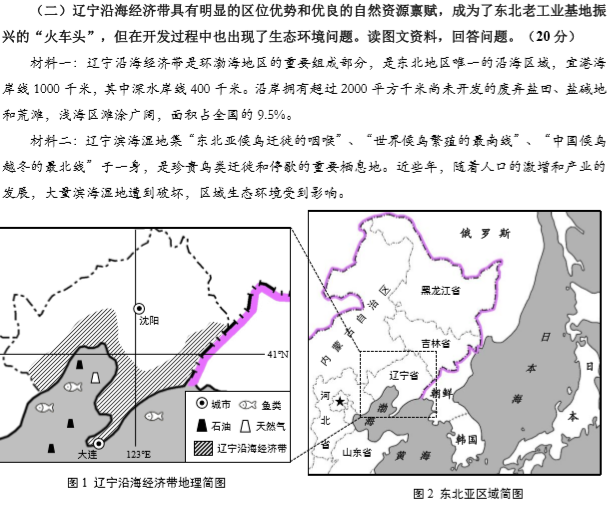 （二）辽宁沿海经济带具有明显的区位优势和优良的自然资源禀赋，成为了东北老工业基地振
兴的“火车头”，但在开发过程中也出现了生态环境问题。读图文资料，回答问题。（20 分）
材料一：辽宁沿海经济带是环渤海地区的重要组成部分，是东北地区唯一的沿海区域，宜港海
岸线 1000 千米，其中深水岸线 400 千米。沿岸拥有超过 2000 平方千米尚未开发的废弃盐田、盐碱地
和荒滩，浅海区滩涂广阔，面积占全国的 9.5%。
材料二：辽宁滨海湿地集“东北亚候鸟迁徙的咽喉”、“世界候鸟繁殖的最南线”、“中国候鸟
越冬的最北线”于一身，是珍贵鸟类迁徙和停歇的重要栖息地。近些年，随着人口的激增和产业的
发展，大量滨海湿地遭到破坏，区域生态环境受到影响。
沈阳
41°N
大连
123°E
城市 鱼类
石油 天然气
辽宁沿海经济带
图 1 辽宁沿海经济带地理简图
俄罗斯
黑龙江省
内蒙古自治区
吉林省
辽宁省
朝鲜
日本海
日本
河北省
渤海
韩国
山东省
黄海
图 2 东北亚区域简图